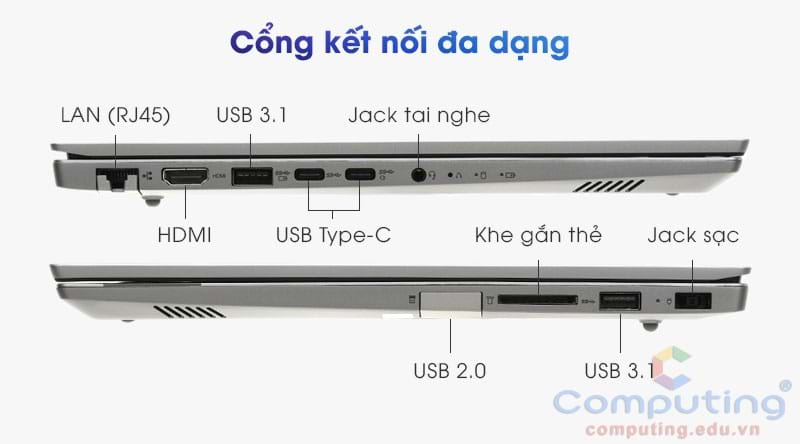 Cổng kết nối đa dạng
LAN (RJ45)
USB 3.1
Jack tai nghe
HDMI
HDMI
USB Type-C
Khe gắn thẻ
Jack sạc
USB 2.0
USB 3.1
Computing
computing.edu.vn